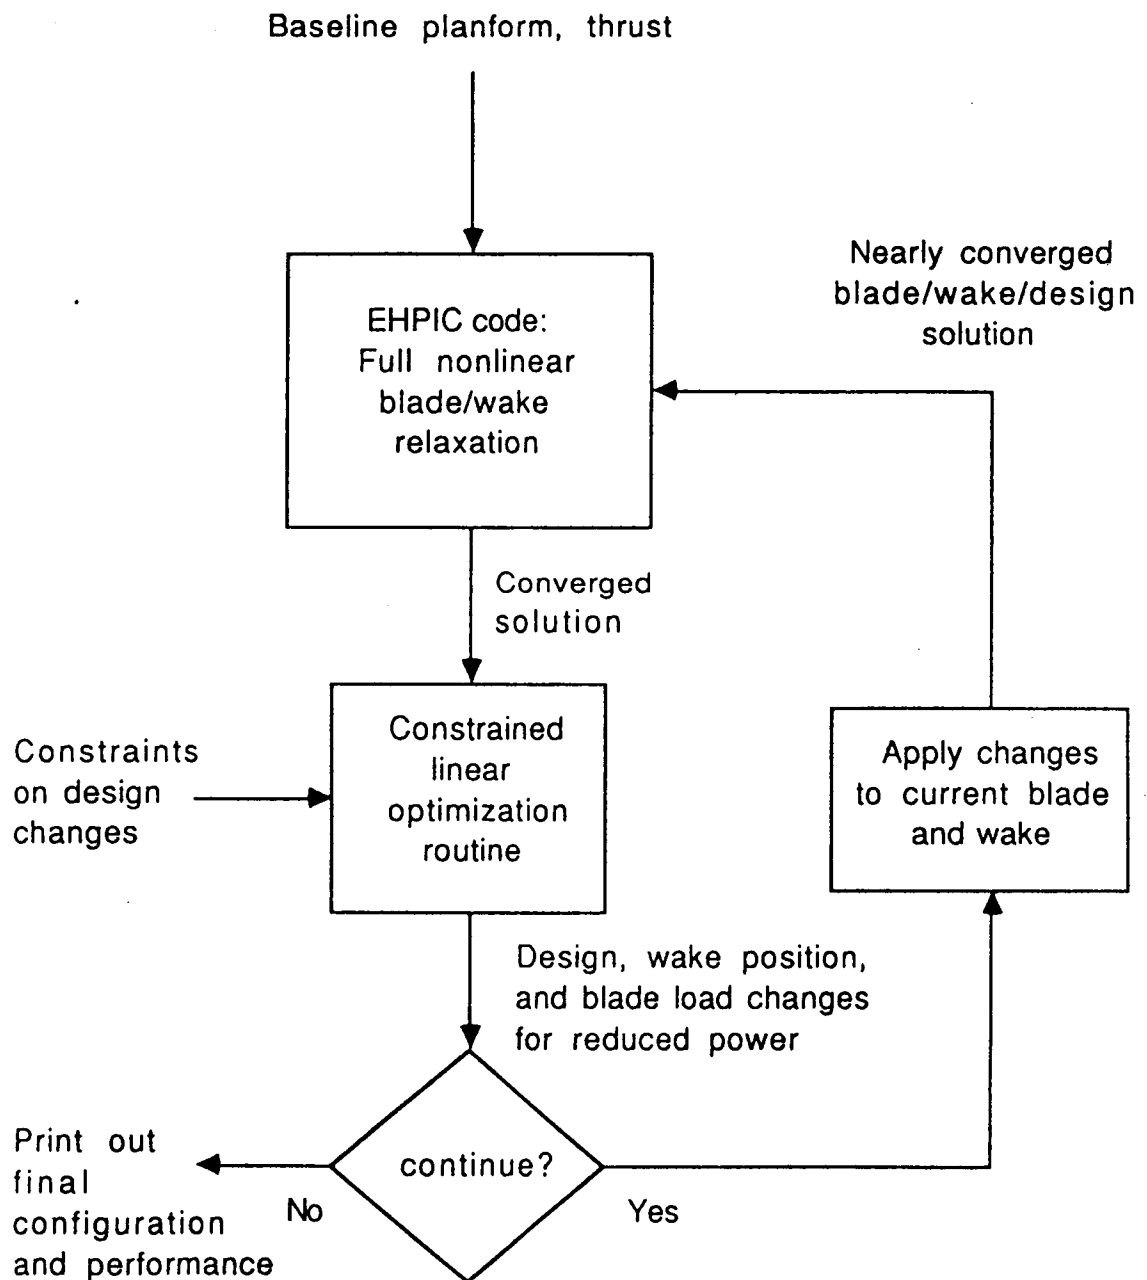 Baseline planform, thrust
EHPIC code:
Full nonlinear
blade/wake
relaxation
Nearly converged
blade/wake/design
solution
Converged
solution
Constrained
linear
optimization
routine
Constraints
on design
changes
Apply changes
to current blade
and wake
Design, wake position,
and blade load changes
for reduced power
continue?
No
Yes
Print out
final
configuration
and performance